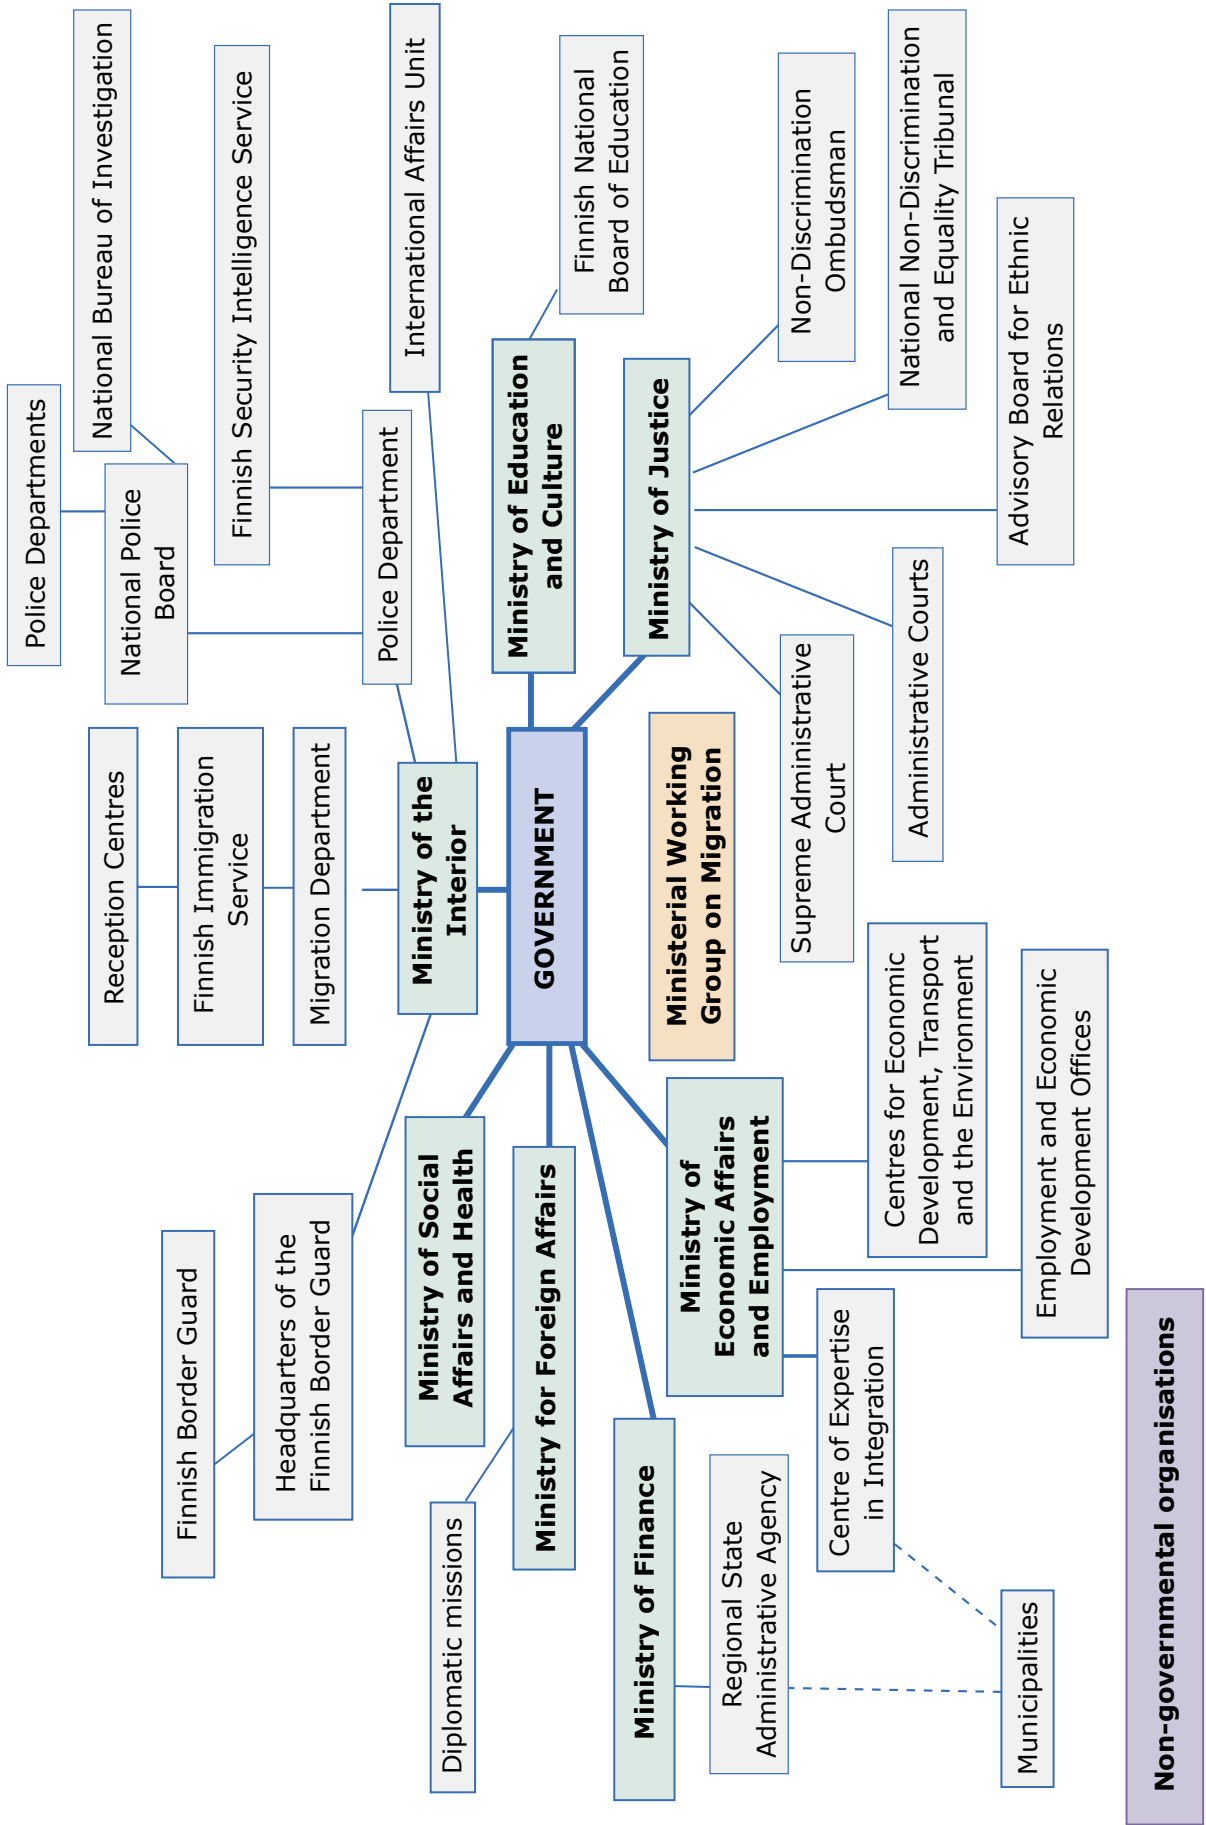 Police Departments
National Bureau of Investigation
National Police
Board
Finnish Security Intelligence Service
Police Department
International Affairs Unit
Reception Centres
Finnish Immigration
Service
Migration Department
Finnish Border Guard
Headquarters of the
Finnish Border Guard
Ministry of the
Interior
Ministry of Education
and Culture
Finnish National
Board of Education
GOVERNMENT
Ministry of Social
Affairs and Health
Ministry for Foreign Affairs
Diplomatic missions
Ministry of Justice
Non-Discrimination
Ombudsman
National Non-Discrimination
and Equality Tribunal
Advisory Board for Ethnic
Relations
Administrative Courts
Supreme Administrative
Court
Ministerial Working
Group on Migration
Ministry of
Economic Affairs
and Employment
Centres for Economic
Development, Transport
and the Environment
Employment and Economic
Development Offices
Centre of Expertise
in Integration
Ministry of Finance
Regional State
Administrative Agency
Municipalities
Non-governmental organisations